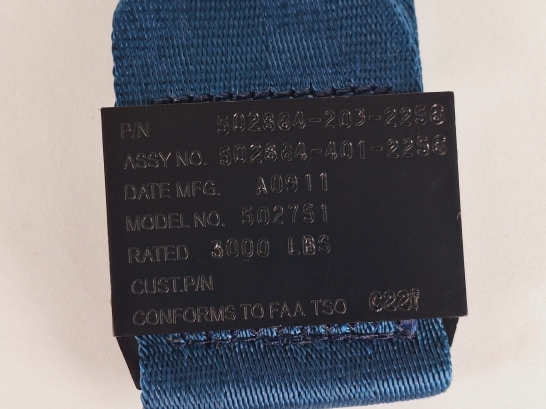 P/N 502864-203-2256
ASSY NO. 502864-401-2256
DATE MFG. A0911
MODEL NO. 502751
RATED 3000 LBS
CUST.P/N
CONFORMS TO FAA TSO